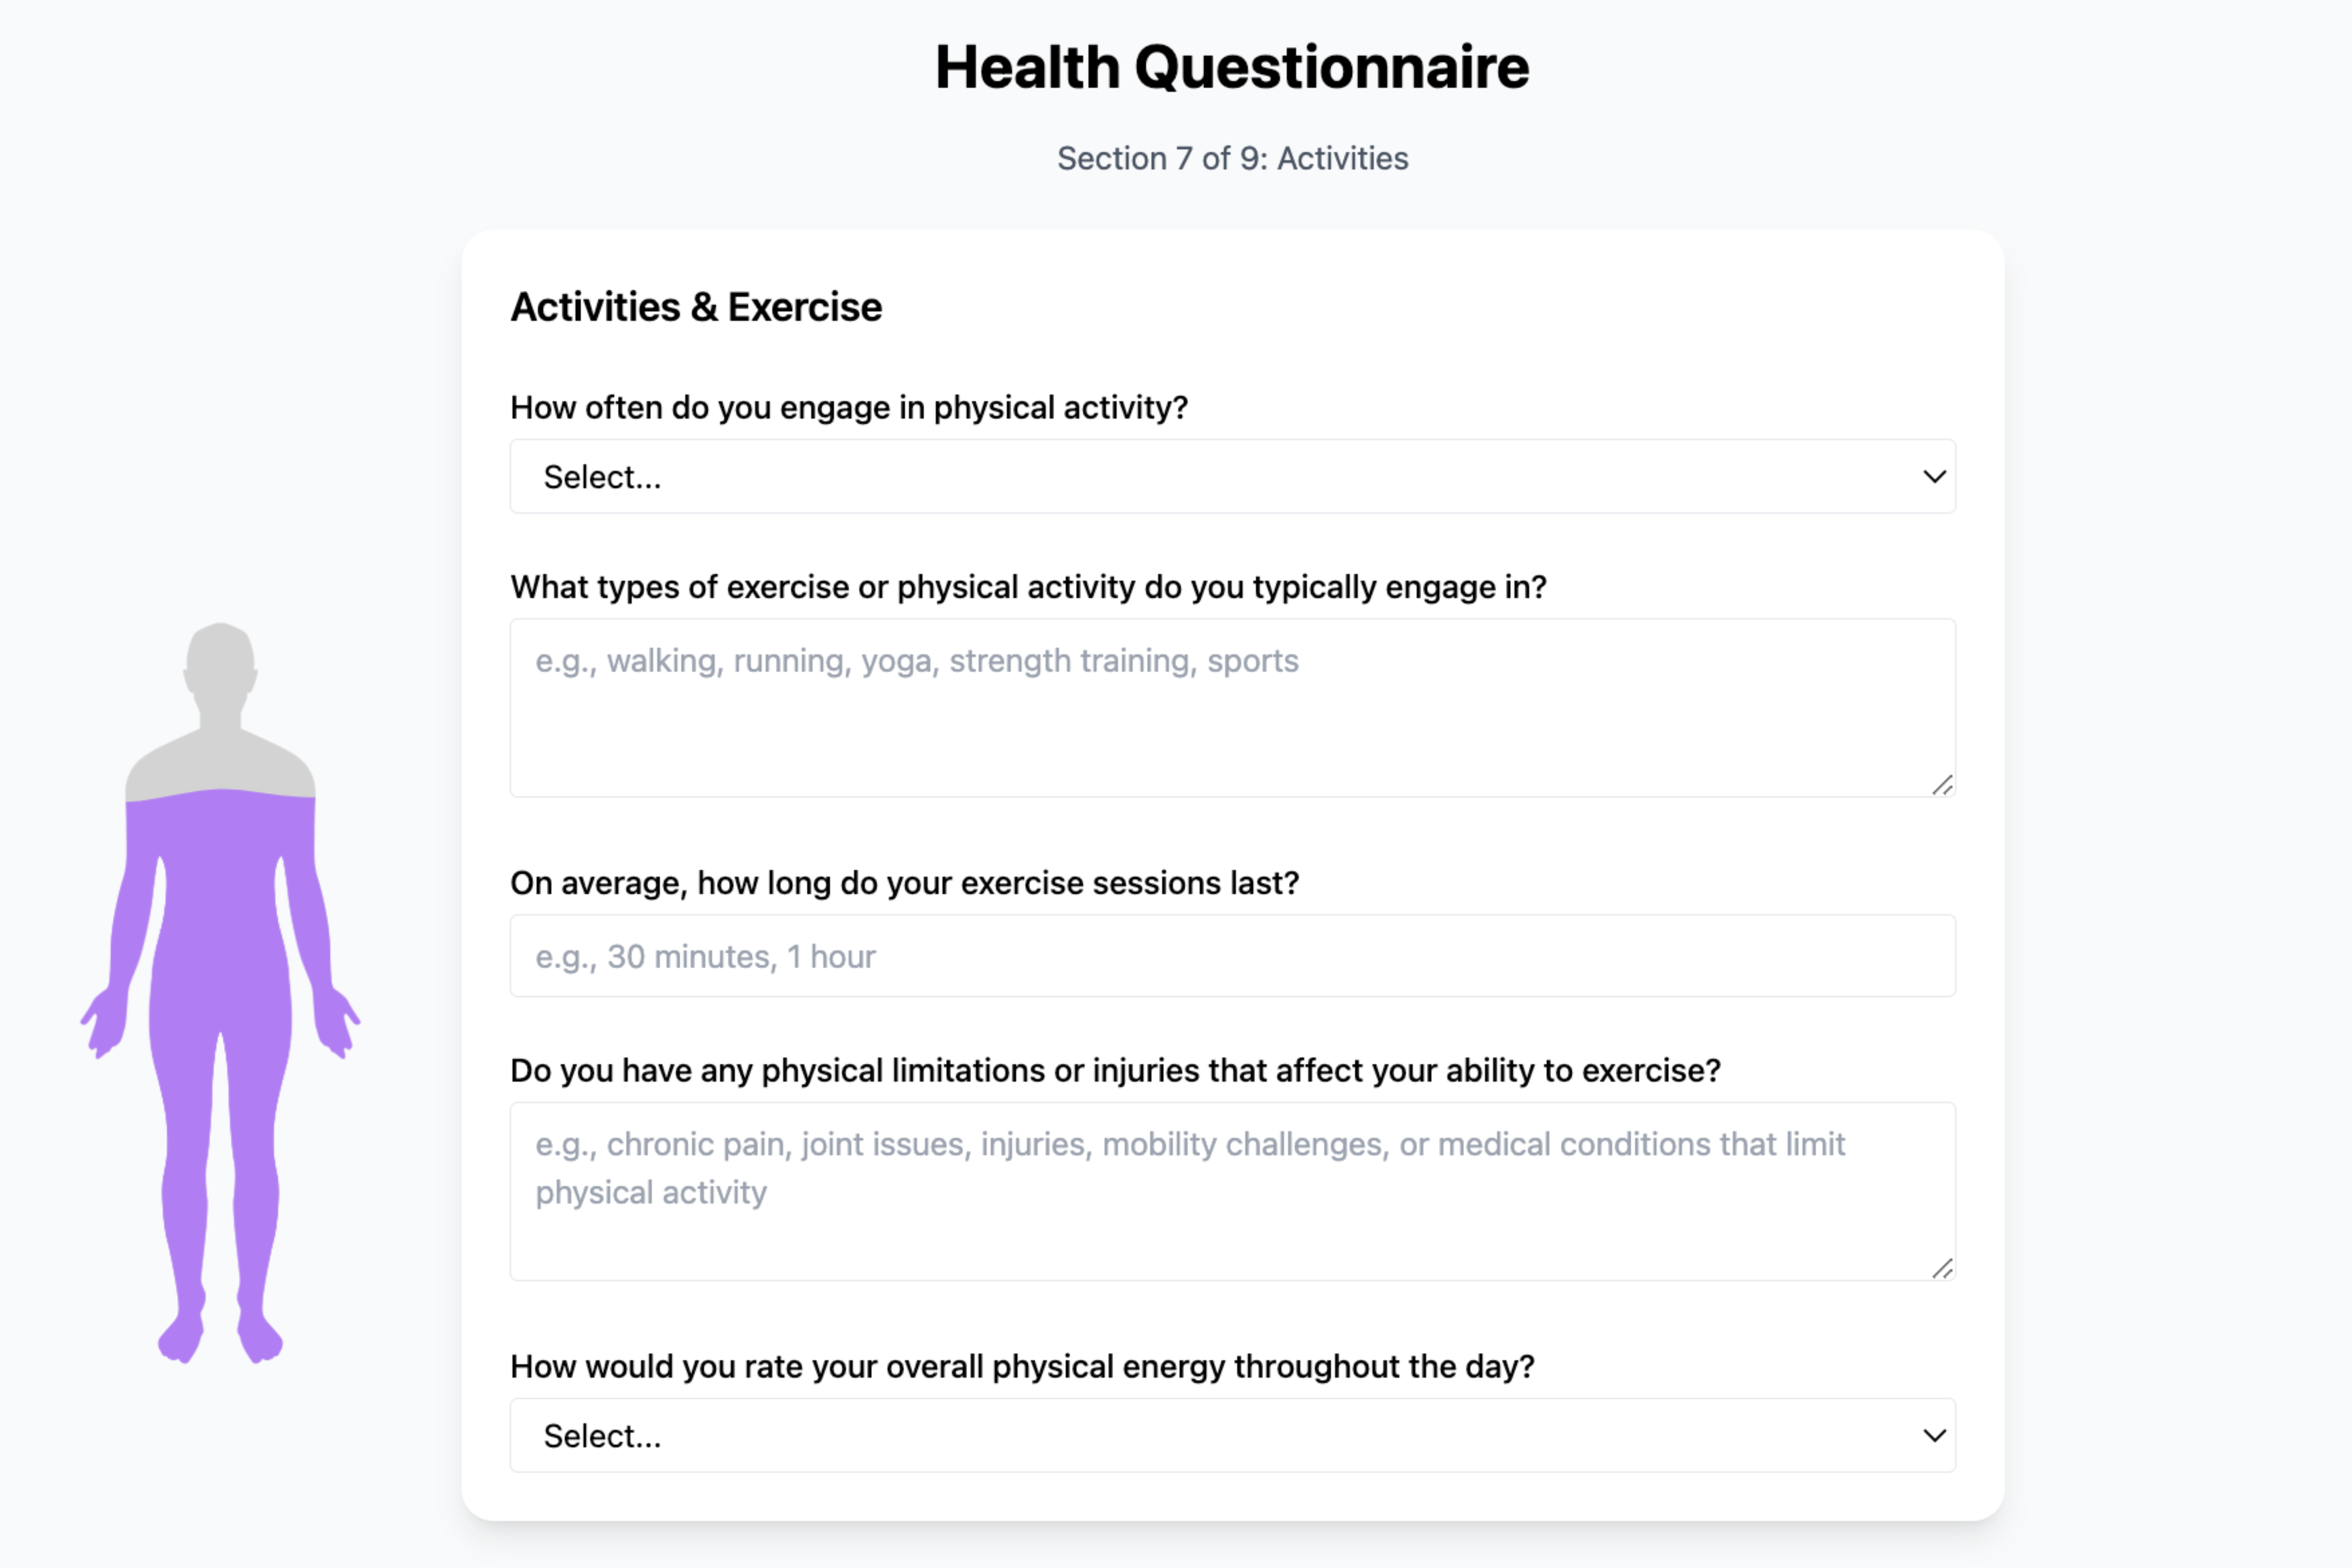 Health Questionnaire
Section 7 of 9: Activities
Activities & Exercise
How often do you engage in physical activity?
Select...
What types of exercise or physical activity do you typically engage in?
e.g., walking, running, yoga, strength training, sports
On average, how long do your exercise sessions last?
e.g., 30 minutes, 1 hour
Do you have any physical limitations or injuries that affect your ability to exercise?
e.g., chronic pain, joint issues, injuries, mobility challenges, or medical conditions that limit
physical activity
How would you rate your overall physical energy throughout the day?
Select...